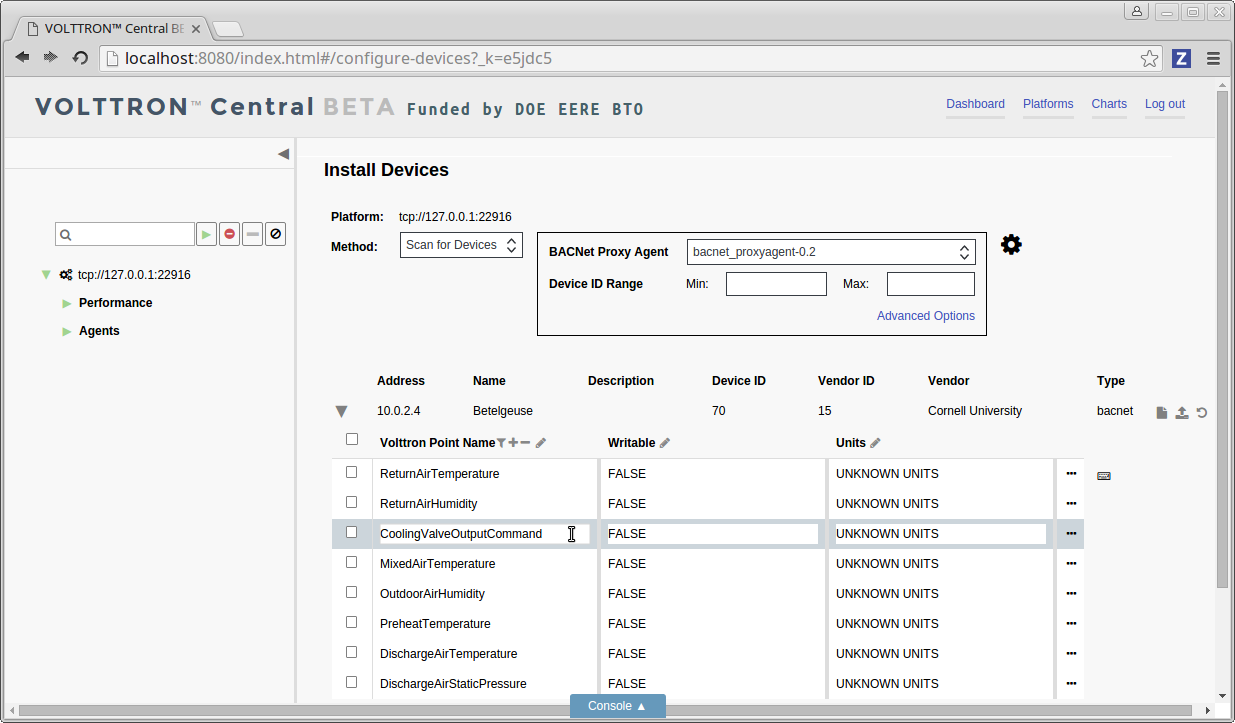 VOLTTRON™ Central BE
localhost:8080/index.html#/configure-devices?_k=e5jdc5
Z
VOLTTRON™ Central BETA Funded by DOE EERE BTO
Dashboard Platforms Charts Log out
Install Devices
Platform: tcp://127.0.0.1:22916
Method: Scan for Devices
BACNet Proxy Agent bacnet_proxyagent-0.2
Device ID Range Min: Max:
Advanced Options
tcp://127.0.0.1:22916
Performance
Agents
Address Name Description Device ID Vendor ID Vendor Type
10.0.2.4 Betelgeuse 70 15 Cornell University bacnet
Volttron Point Name Writable Units
ReturnAirTemperature FALSE UNKNOWN UNITS
ReturnAirHumidity FALSE UNKNOWN UNITS
CoolingValveOutputCommand FALSE UNKNOWN UNITS
MixedAirTemperature FALSE UNKNOWN UNITS
OutdoorAirHumidity FALSE UNKNOWN UNITS
PreheatTemperature FALSE UNKNOWN UNITS
DischargeAirTemperature FALSE UNKNOWN UNITS
DischargeAirStaticPressure FALSE UNKNOWN UNITS
Console ▲